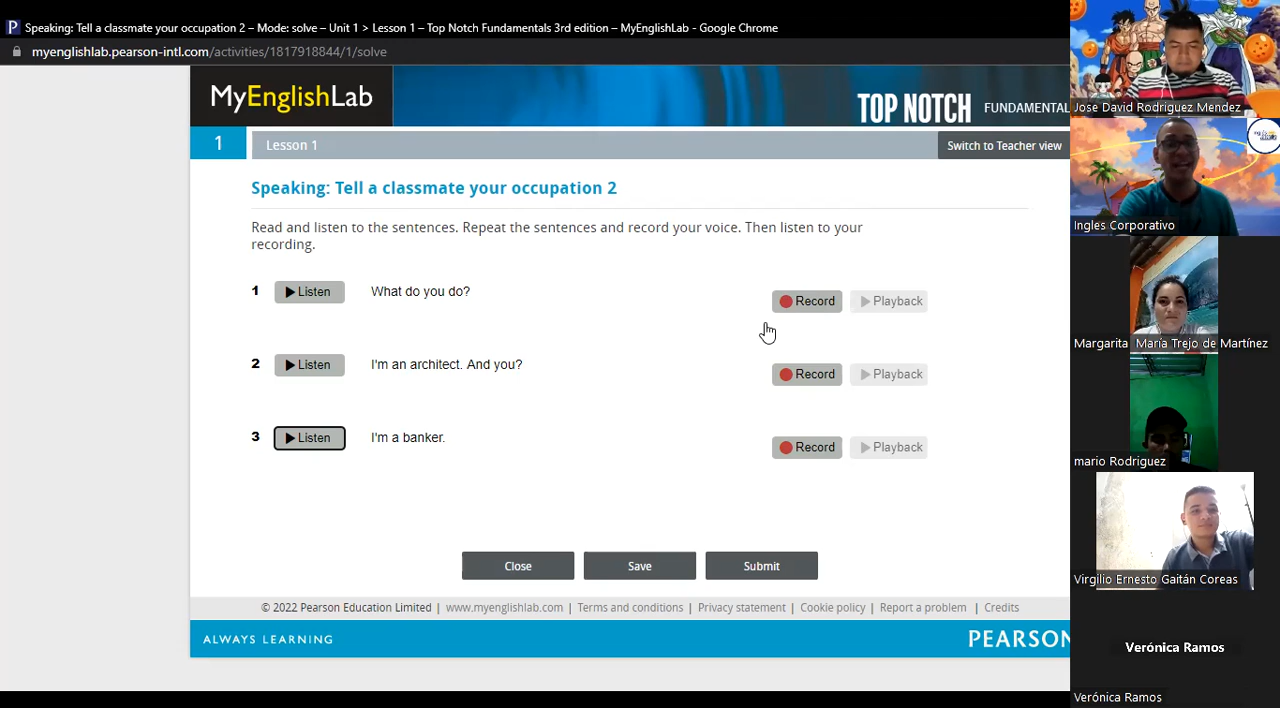 Speaking: Tell a classmate your occupation 2 – Mode: solve – Unit 1 > Lesson 1 – Top Notch Fundamentals 3rd edition – MyEnglishLab - Google Chrome
myenglishlab.pearson-intl.com/activities/1817918844/1/solve
MyEnglishLab
TOP NOTCH FUNDAMENTAL
1 Lesson 1 Switch to Teacher view
Speaking: Tell a classmate your occupation 2
Read and listen to the sentences. Repeat the sentences and record your voice. Then listen to your
recording.
1 Listen What do you do? Record Playback
2 Listen I'm an architect. And you? Record Playback
3 Listen I'm a banker. Record Playback
Close Save Submit
© 2022 Pearson Education Limited | www.myenglishlab.com | Terms and conditions | Privacy statement | Cookie policy | Report a problem | Credits
ALWAYS LEARNING PEARSON
Jose David Rodriguez Mendez
Ingles Corporativo
Margarita María Trejo de Martínez
mario Rodriguez
Virgilio Ernesto Gaitán Coreas
Verónica Ramos
Verónica Ramos